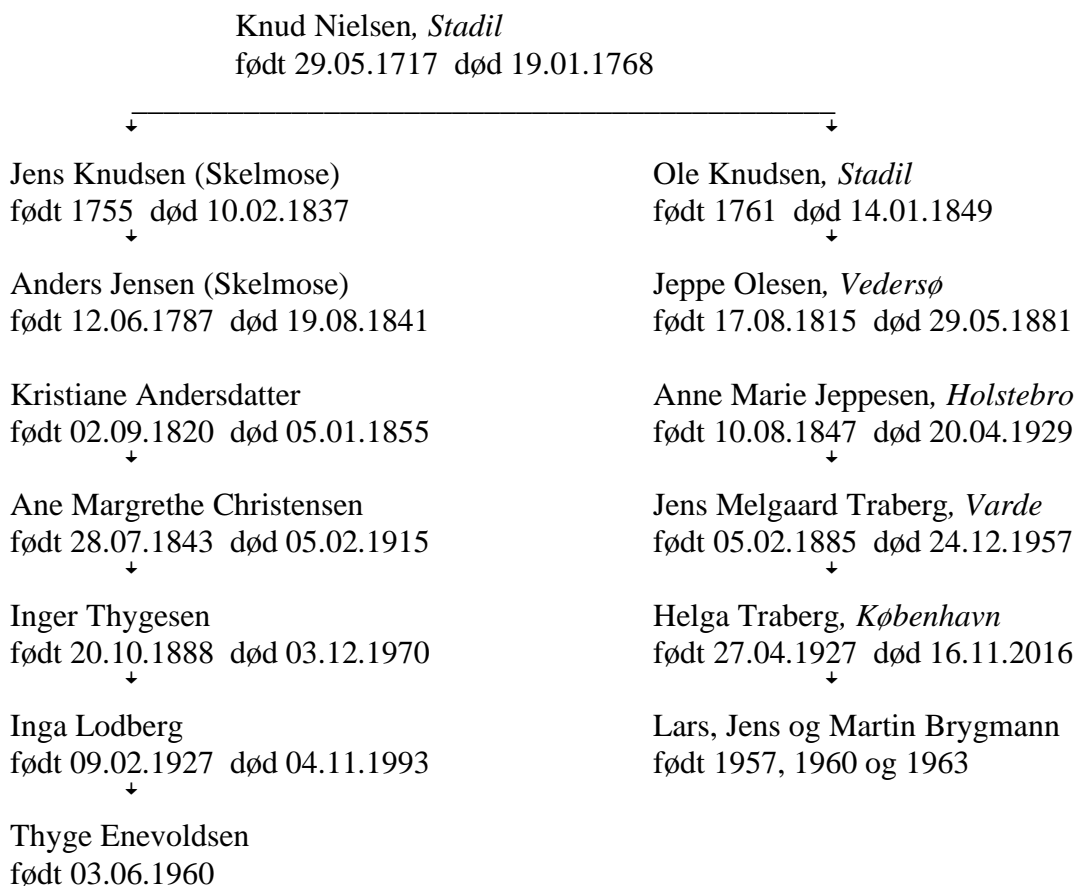 Knud Nielsen, Stadil
født 29.05.1717  død 19.01.1768
Jens Knudsen (Skelmose)
født 1755  død 10.02.1837
Ole Knudsen, Stadil
født 1761  død 14.01.1849
Anders Jensen (Skelmose)
født 12.06.1787  død 19.08.1841
Jeppe Olesen, Vedersø
født 17.08.1815  død 29.05.1881
Kristiane Andersdatter
født 02.09.1820  død 05.01.1855
Anne Marie Jeppesen, Holstebro
født 10.08.1847  død 20.04.1929
Ane Margrethe Christensen
født 28.07.1843  død 05.02.1915
Jens Melgaard Traberg, Varde
født 05.02.1885  død 24.12.1957
Inger Thygesen
født 20.10.1888  død 03.12.1970
Helga Traberg, København
født 27.04.1927  død 16.11.2016
Inga Lodberg
født 09.02.1927  død 04.11.1993
Lars, Jens og Martin Brygmann
født 1957, 1960 og 1963
Thyge Enevoldsen
født 03.06.1960